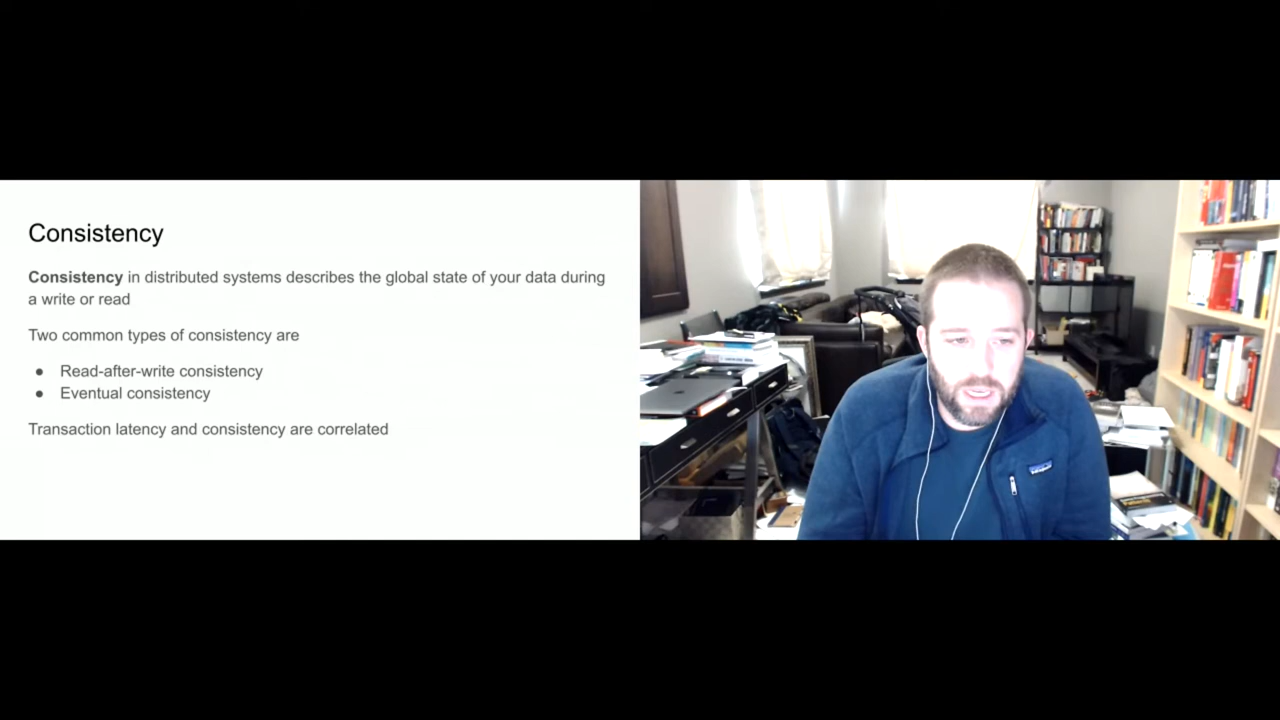 Consistency
Consistency in distributed systems describes the global state of your data during
a write or read
Two common types of consistency are
● Read-after-write consistency
● Eventual consistency
Transaction latency and consistency are correlated